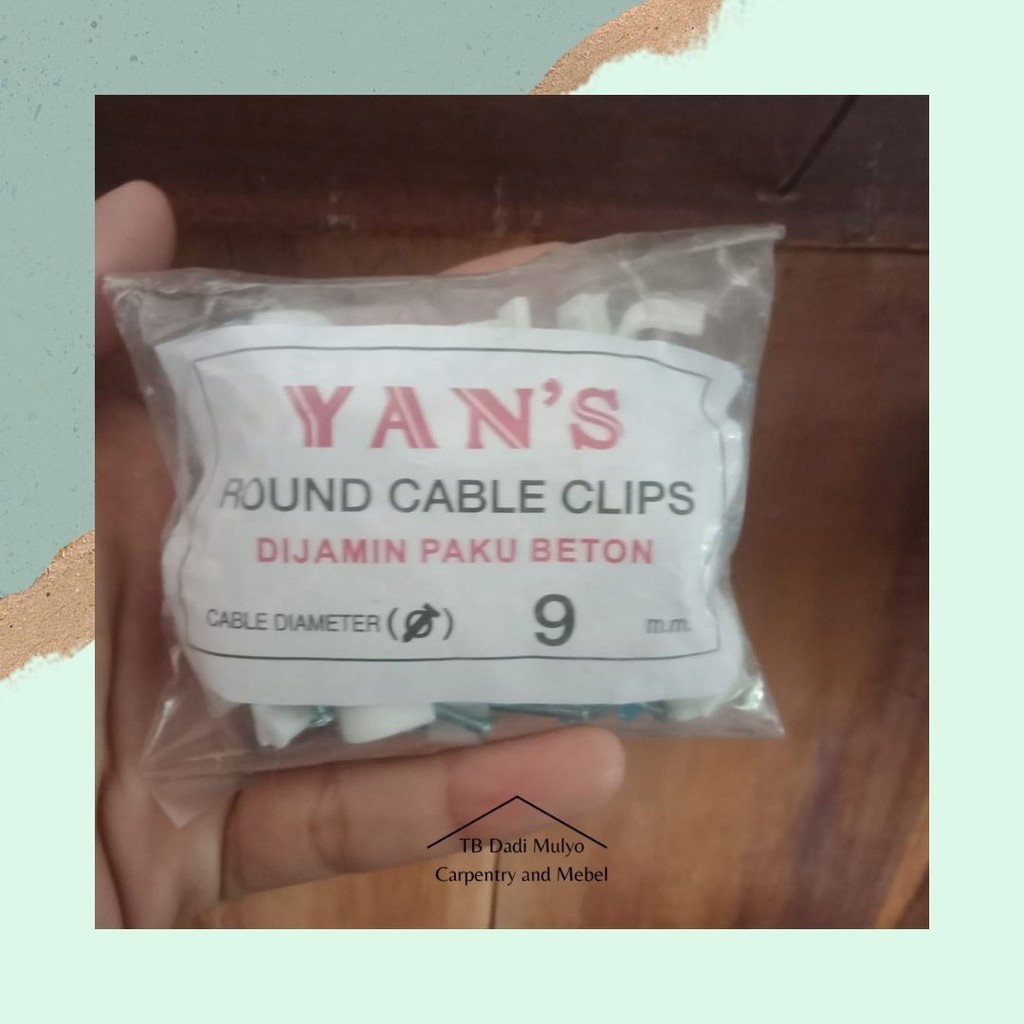 YAN'S
ROUND CABLE CLIPS
DIJAMIN PAKU BETON
CABLE DIAMETER (Ø) 9 m.m.
TB Dadi Mulyo
Carpentry and Mebel